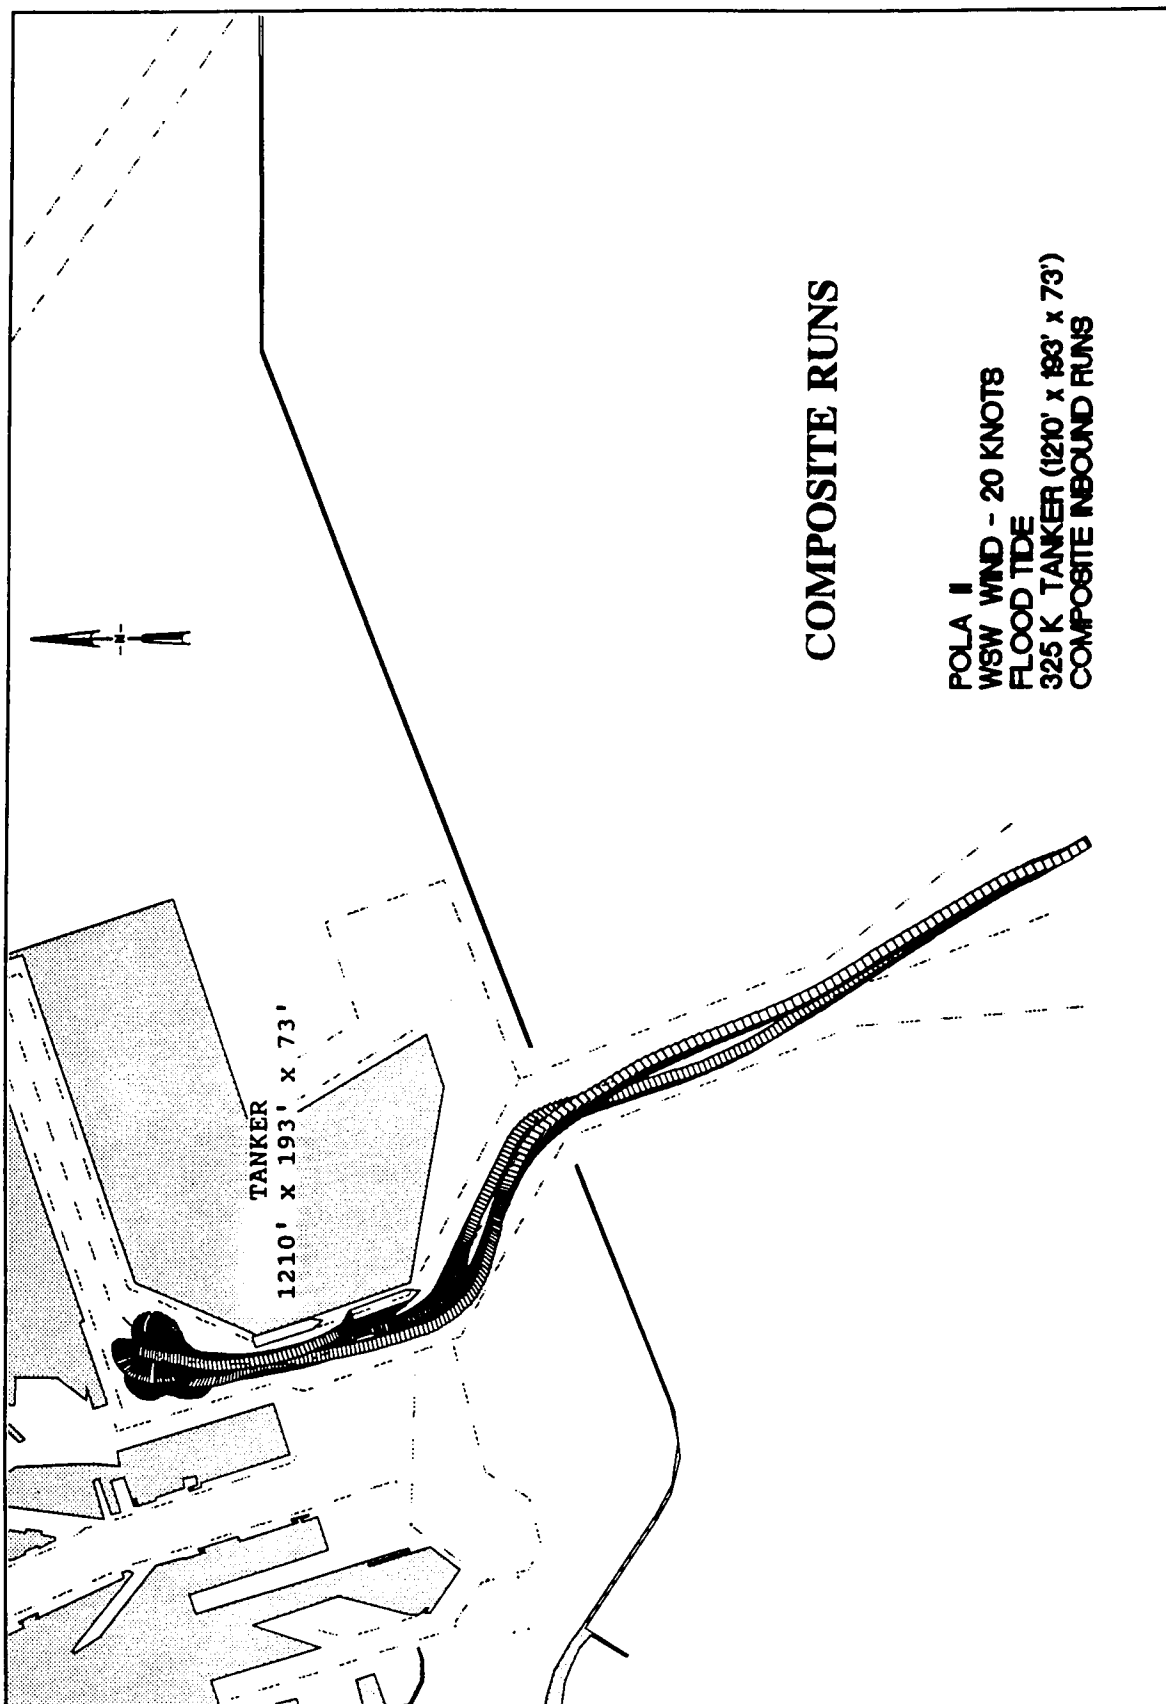 N
TANKER
1210' x 193' x 73'
COMPOSITE RUNS
POLA II
WSW WIND - 20 KNOTS
FLOOD TIDE
325 K TANKER (1210' x 193' x 73')
COMPOSITE INBOUND RUNS